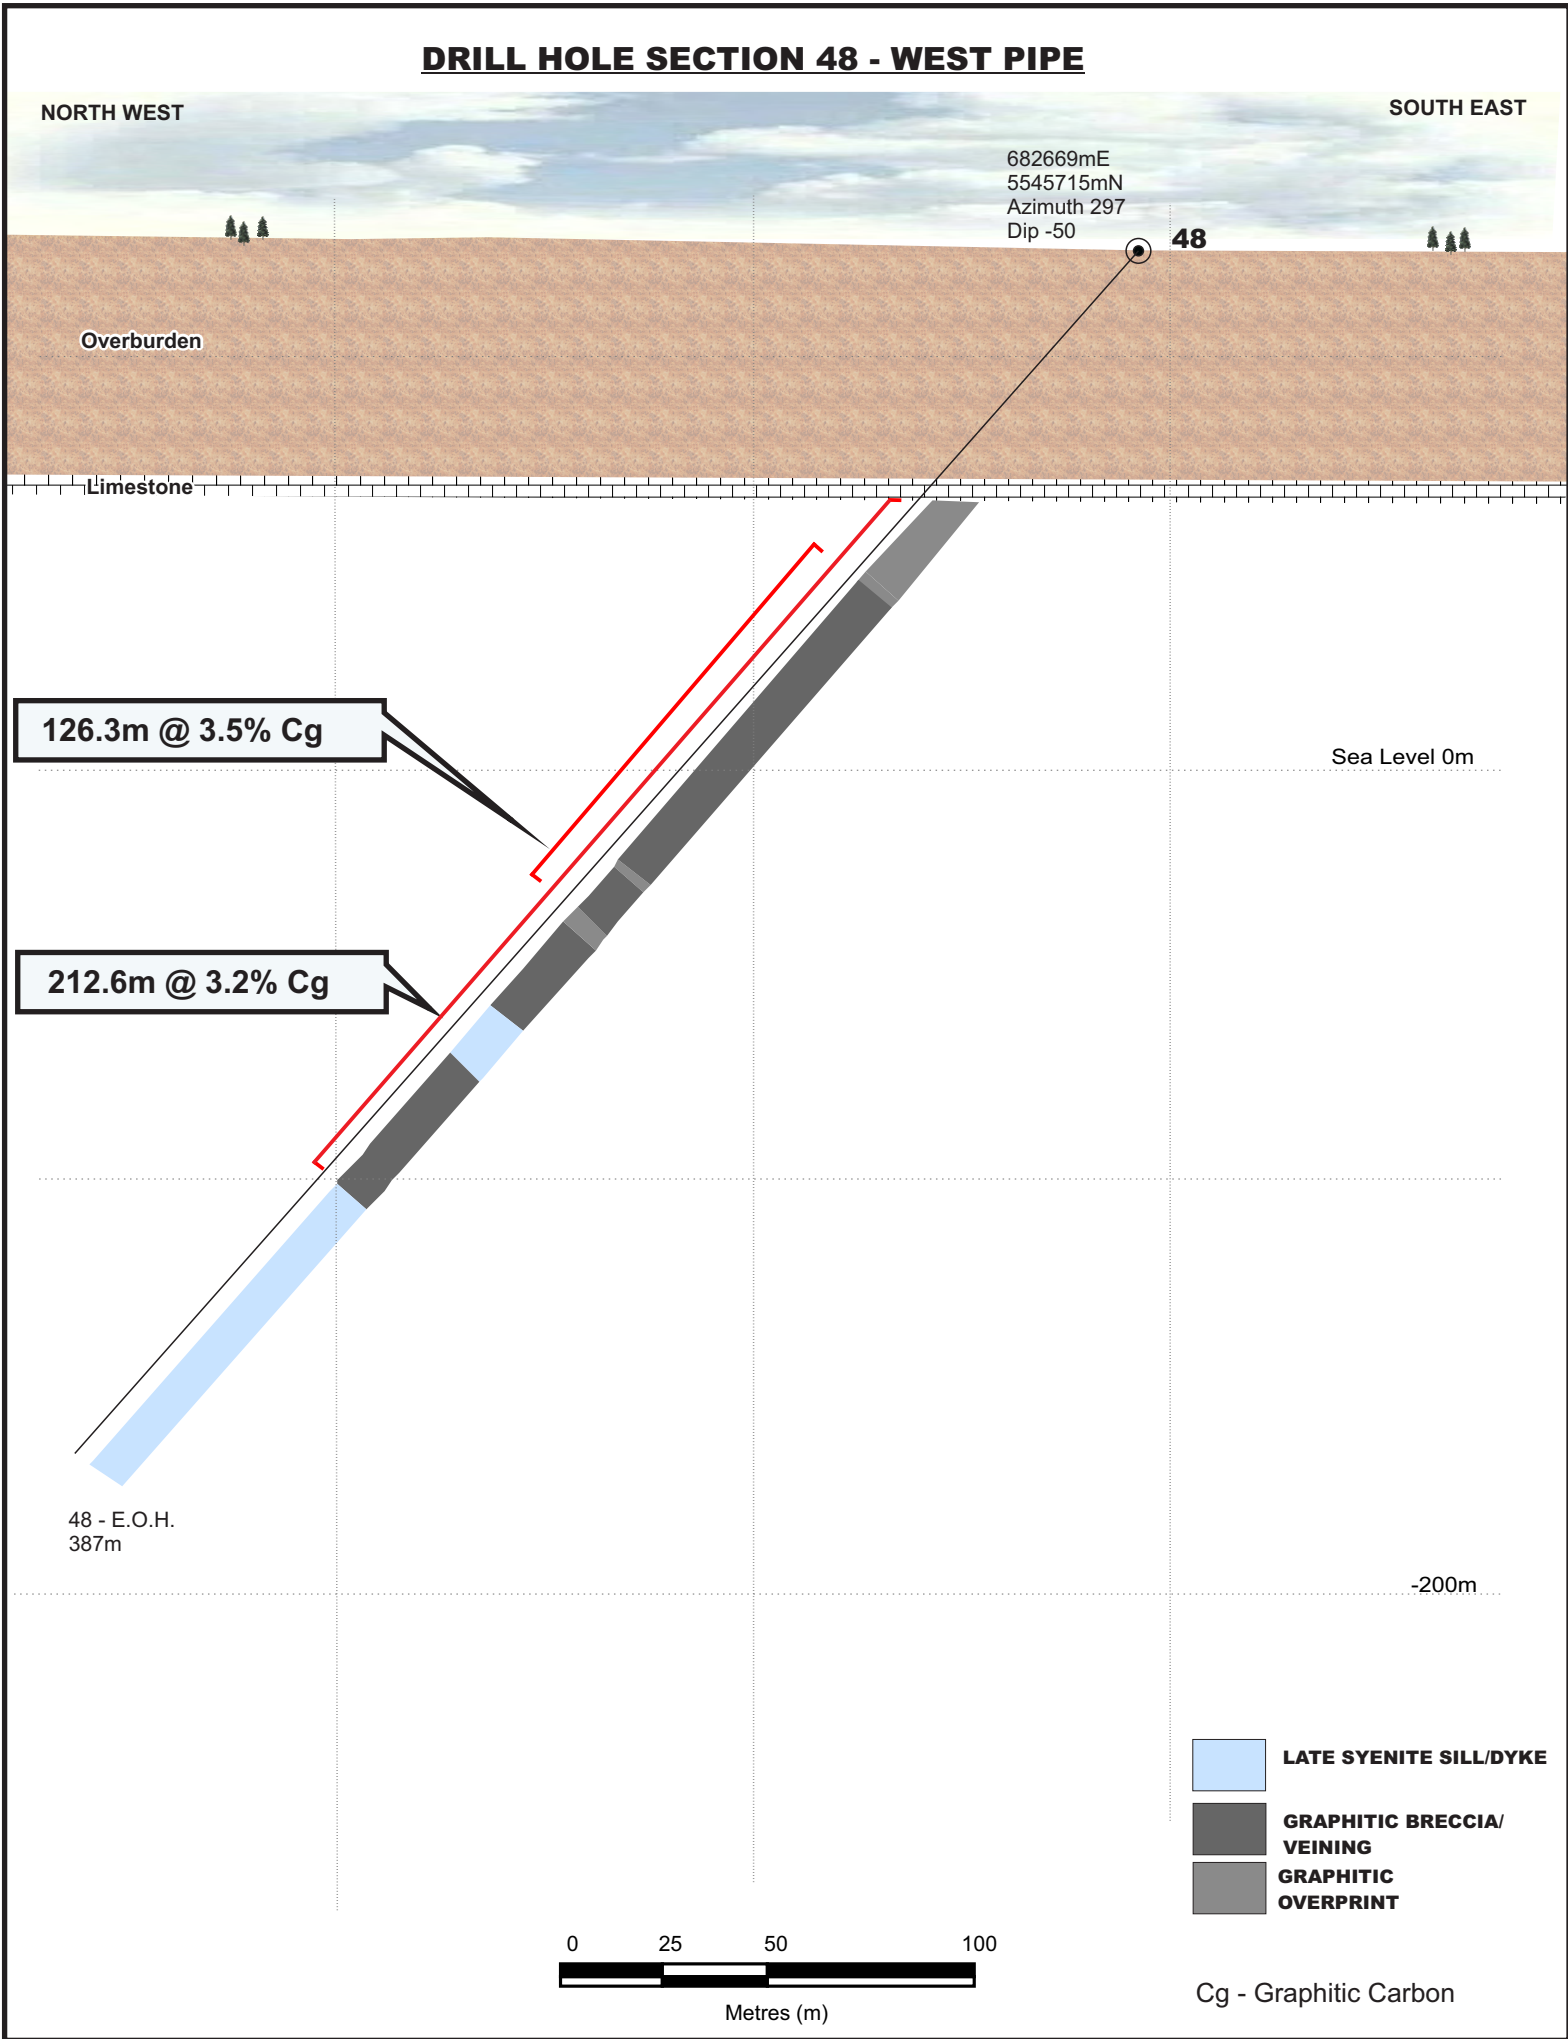 DRILL HOLE SECTION 48 - WEST PIPE
NORTH WEST
SOUTH EAST
682669mE
5545715mN
Azimuth 297
Dip -50
48
Overburden
Limestone
126.3m @ 3.5% Cg
Sea Level 0m
212.6m @ 3.2% Cg
48 - E.O.H.
387m
-200m
LATE SYENITE SILL/DYKE
GRAPHITIC BRECCIA/
VEINING
GRAPHITIC
OVERPRINT
0 25 50 100
Metres (m)
Cg - Graphitic Carbon